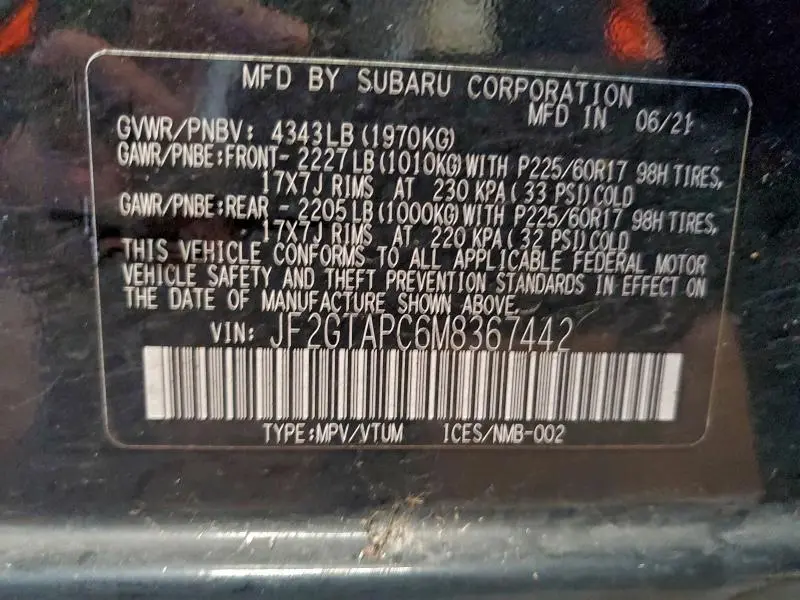 MFD BY SUBARU CORPORATION
MFD IN 06/21
GVWR/PNBV: 4343LB (1970KG)
GAWR/PNBE:FRONT-2227LB(1010KG)WITH P225/60R17 98H TIRES,
17X7J RIMS AT 230 KPA(33 PSI)COLD
GAWR/PNBE:REAR -2205LB(1000KG)WITH P225/60R17 98H TIRES,
17X7J RIMS AT 220 KPA(32 PSI)COLD
THIS VEHICLE CONFORMS TO ALL APPLICABLE FEDERAL MOTOR
VEHICLE SAFETY AND THEFT PREVENTION STANDARDS IN EFFECT ON
THE DATE OF MANUFACTURE SHOWN ABOVE.
VIN: JF2GTAPC6M8367442
TYPE:MPV/VTUM ICES/NMB-002